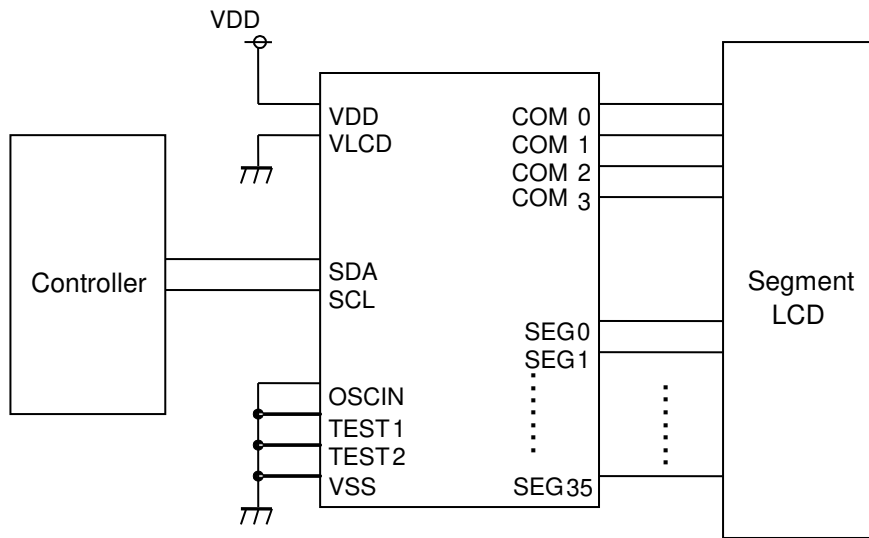 VDD
VDD
VLCD
SDA
SCL
OSCIN
TEST1
TEST2
VSS
COM 0
COM 1
COM 2
COM 3
SEG0
SEG1
SEG35
Controller
Segment
LCD